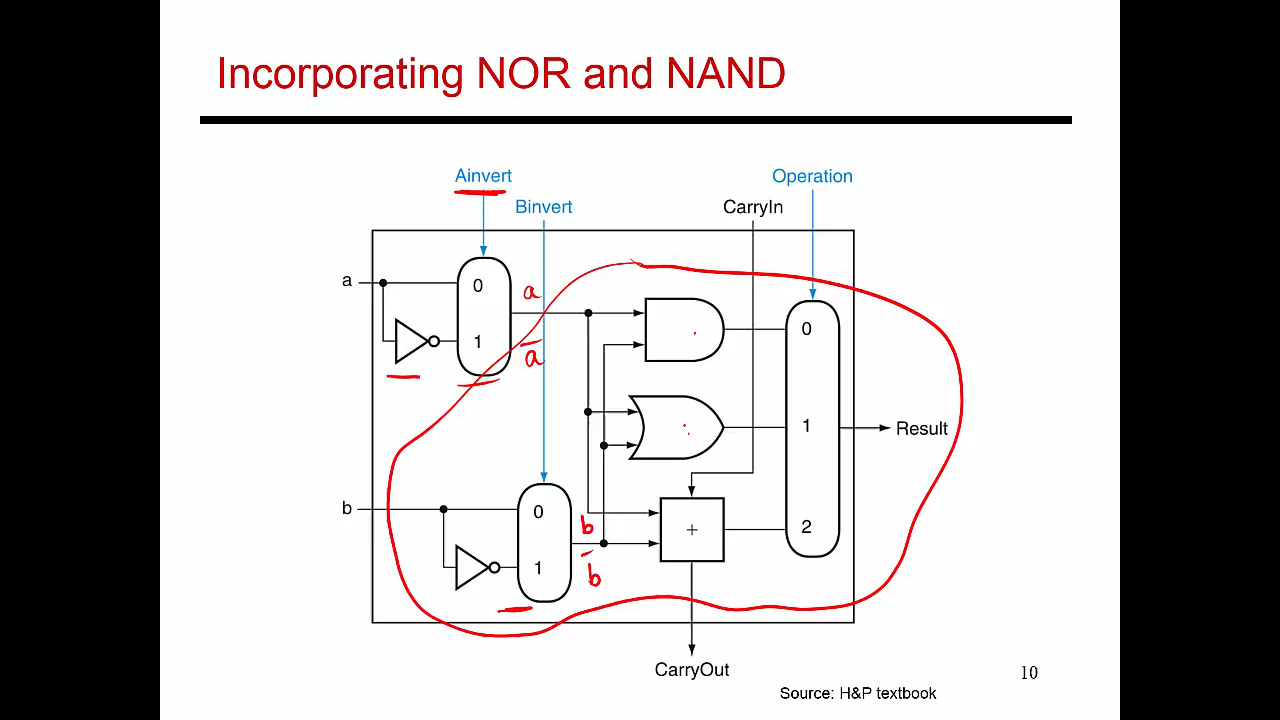 Incorporating NOR and NAND
Ainvert
Operation
Binvert
CarryIn
a
0
a
0
1
a̅
1
Result
b
0
b
+
2
1
b̅
CarryOut
10
Source: H&P textbook